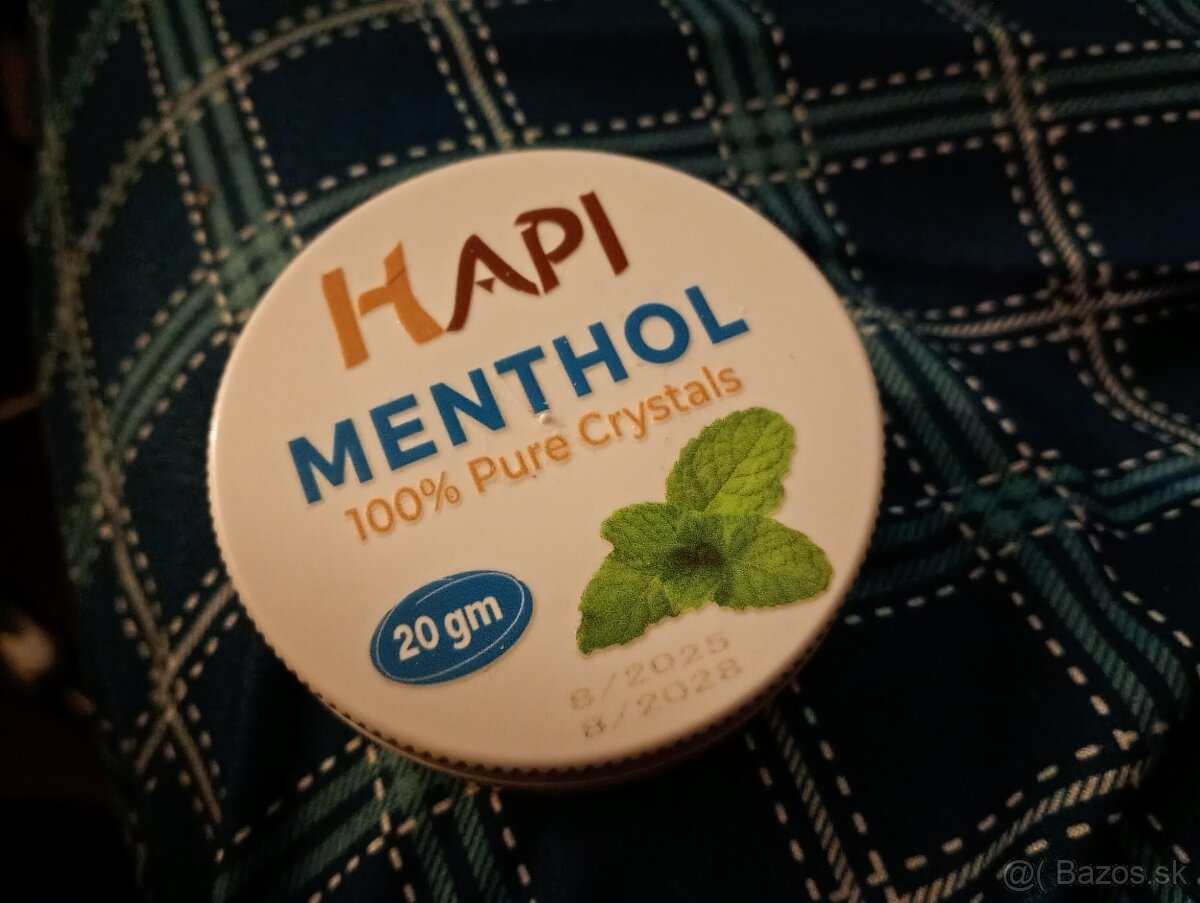 HAPI
MENTHOL
100% Pure Crystals
20 gm
8/2025
8/2028
@( Bazos.sk